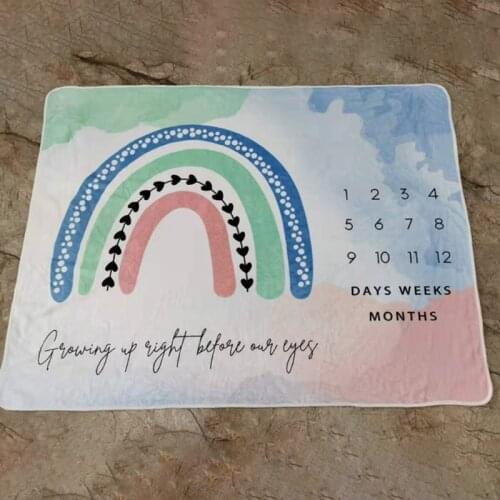 1 2 3 4
5 6 7 8
9 10 11 12
DAYS WEEKS
MONTHS
Growing up right before our eyes